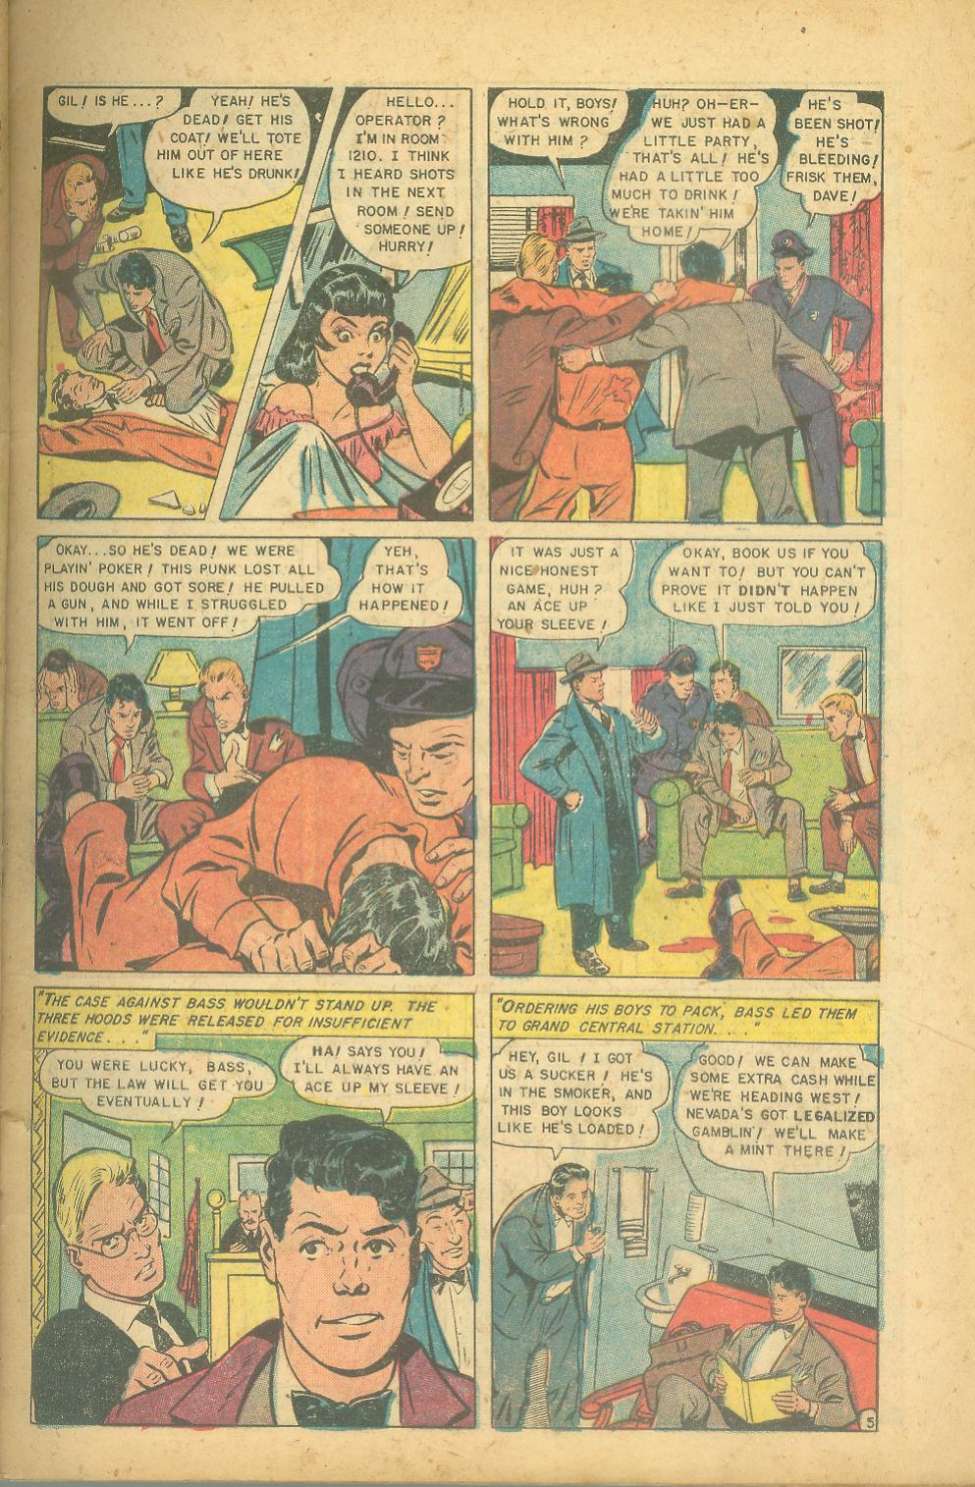 GIL! IS HE...?
YEAH! HE'S
DEAD! GET HIS
COAT! WE'LL TOTE
HIM OUT OF HERE
LIKE HE'S DRUNK!
HELLO...
OPERATOR?
I'M IN ROOM
1210. I THINK
I HEARD SHOTS
IN THE NEXT
ROOM! SEND
SOMEONE UP!
HURRY!
HOLD IT, BOYS!
WHAT'S WRONG
WITH HIM?
HUH? OH-ER-
WE JUST HAD A
LITTLE PARTY,
THAT'S ALL! HE'S
HAD A LITTLE TOO
MUCH TO DRINK!
WE'RE TAKIN' HIM
HOME!
HE'S
BEEN SHOT!
HE'S
BLEEDING!
FRISK THEM,
DAVE!
OKAY...SO HE'S DEAD! WE WERE
PLAYIN' POKER! THIS PUNK LOST ALL
HIS DOUGH AND GOT SORE! HE PULLED
A GUN, AND WHILE I STRUGGLED
WITH HIM, IT WENT OFF!
YEH,
THAT'S
HOW IT
HAPPENED!
IT WAS JUST A
NICE HONEST
GAME, HUH?
AN ACE UP
YOUR SLEEVE!
OKAY, BOOK US IF YOU
WANT TO! BUT YOU CAN'T
PROVE IT DIDN'T HAPPEN
LIKE I JUST TOLD YOU!
"THE CASE AGAINST BASS WOULDN'T STAND UP. THE
THREE HOODS WERE RELEASED FOR INSUFFICIENT
EVIDENCE..."
YOU WERE LUCKY, BASS,
BUT THE LAW WILL GET YOU
EVENTUALLY!
HA! SAYS YOU!
I'LL ALWAYS HAVE AN
ACE UP MY SLEEVE!
"ORDERING HIS BOYS TO PACK, BASS LED THEM
TO GRAND CENTRAL STATION...."
HEY, GIL! I GOT
US A SUCKER! HE'S
IN THE SMOKER, AND
THIS BOY LOOKS
LIKE HE'S LOADED!
GOOD! WE CAN MAKE
SOME EXTRA CASH WHILE
WE'RE HEADING WEST!
NEVADA'S GOT LEGALIZED
GAMBLIN'! WE'LL MAKE
A MINT THERE!
5